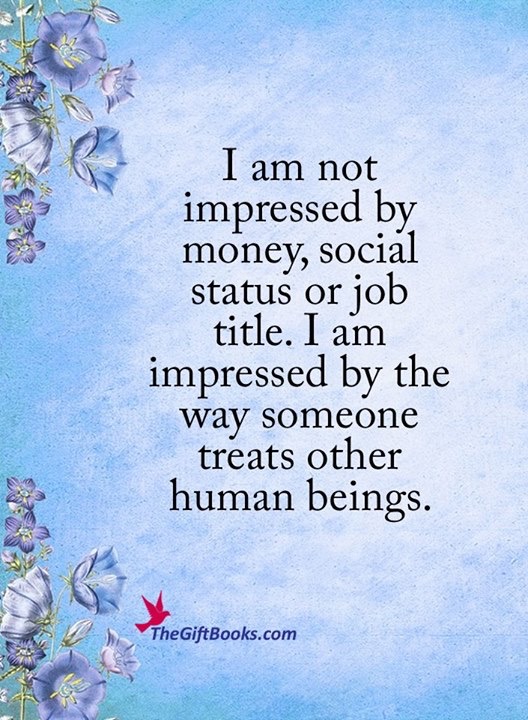 I am not
impressed by
money, social
status or job
title. I am
impressed by the
way someone
treats other
human beings.
TheGiftBooks.com